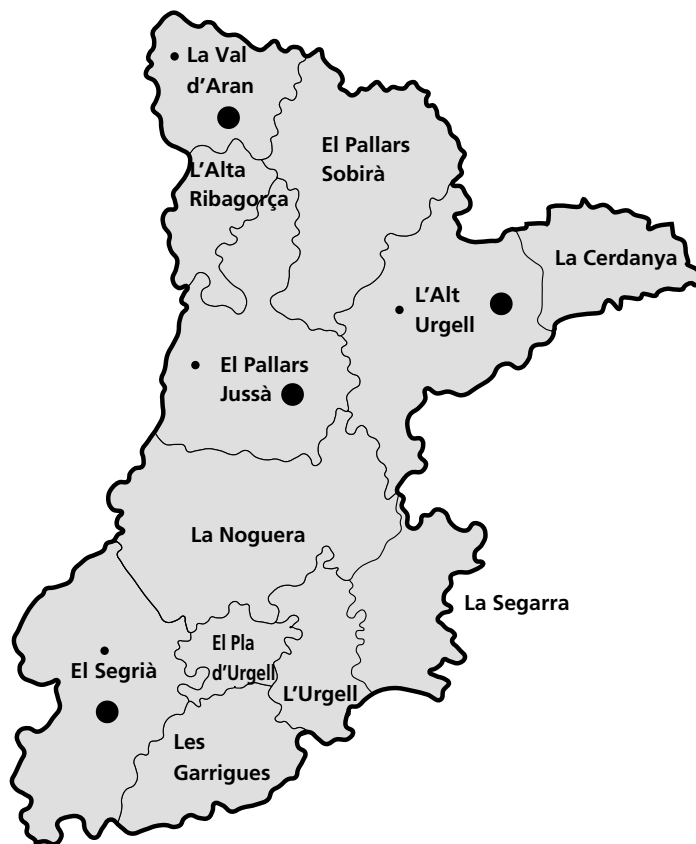 La Val
d'Aran
El Pallars
Sobirà
L'Alta
Ribagorça
La Cerdanya
L'Alt
Urgell
El Pallars
Jussà
La Noguera
La Segarra
El Pla
d'Urgell
El Segrià
L'Urgell
Les
Garrigues